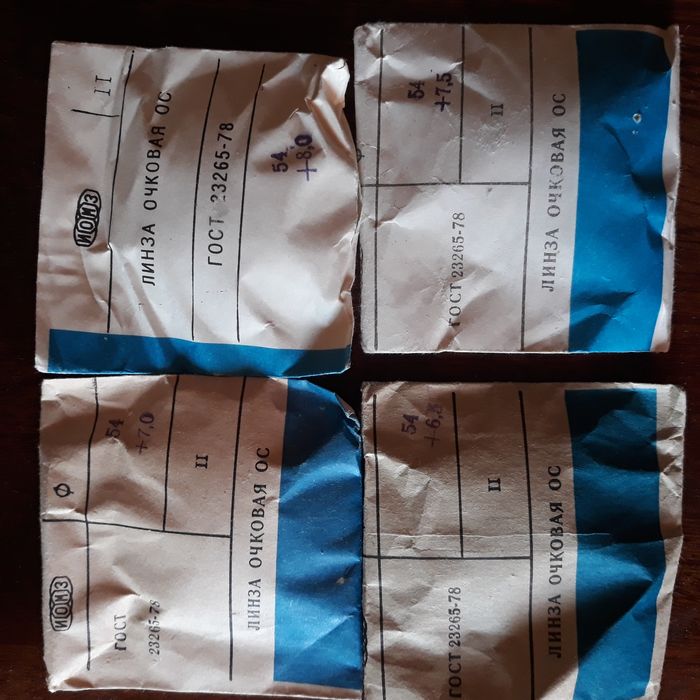 ИОМЗ
II
ЛИНЗА ОЧКОВАЯ ОС
ГОСТ 23265-78
54
+8,0
54
+7,5
II
ГОСТ 23265-78
ЛИНЗА ОЧКОВАЯ ОС
ИОМЗ
Ф
54
+7,0
II
ГОСТ
23265-78
ЛИНЗА ОЧКОВАЯ ОС
54
II
ГОСТ 23265-78
ЛИНЗА ОЧКОВАЯ ОС